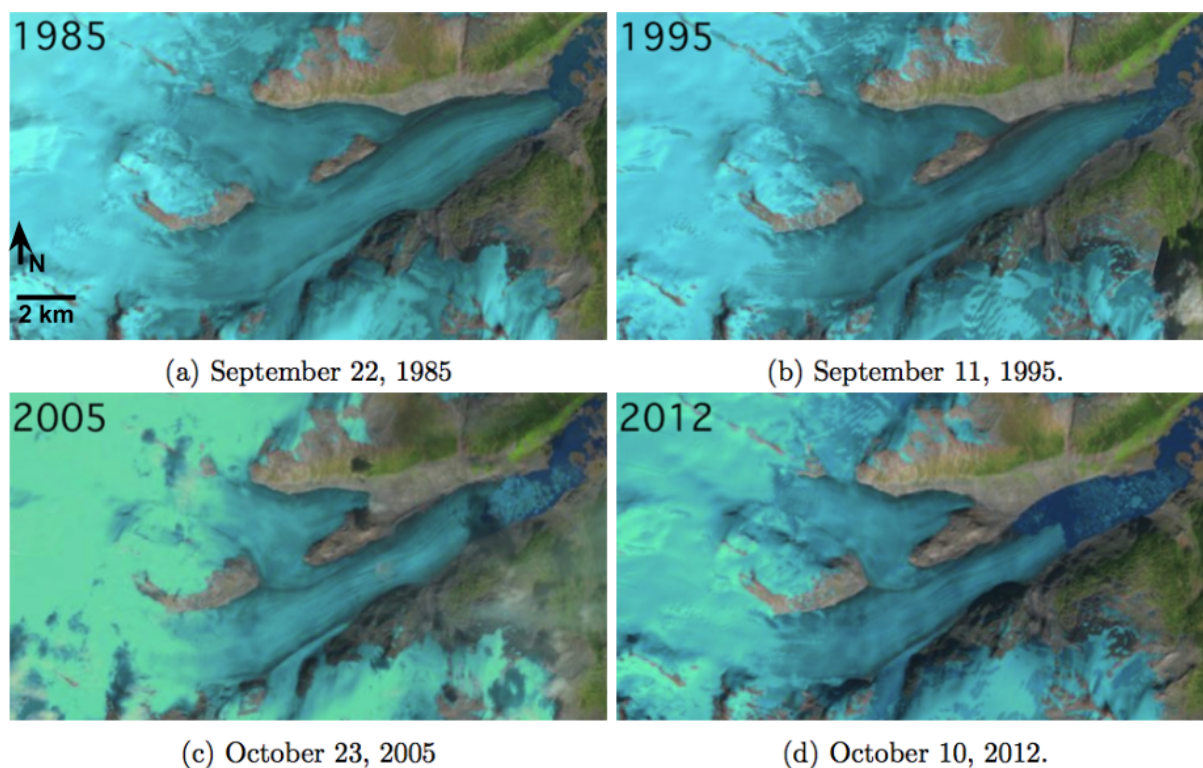 1985
1995
N
2 km
(a) September 22, 1985
(b) September 11, 1995.
2005
2012
(c) October 23, 2005
(d) October 10, 2012.